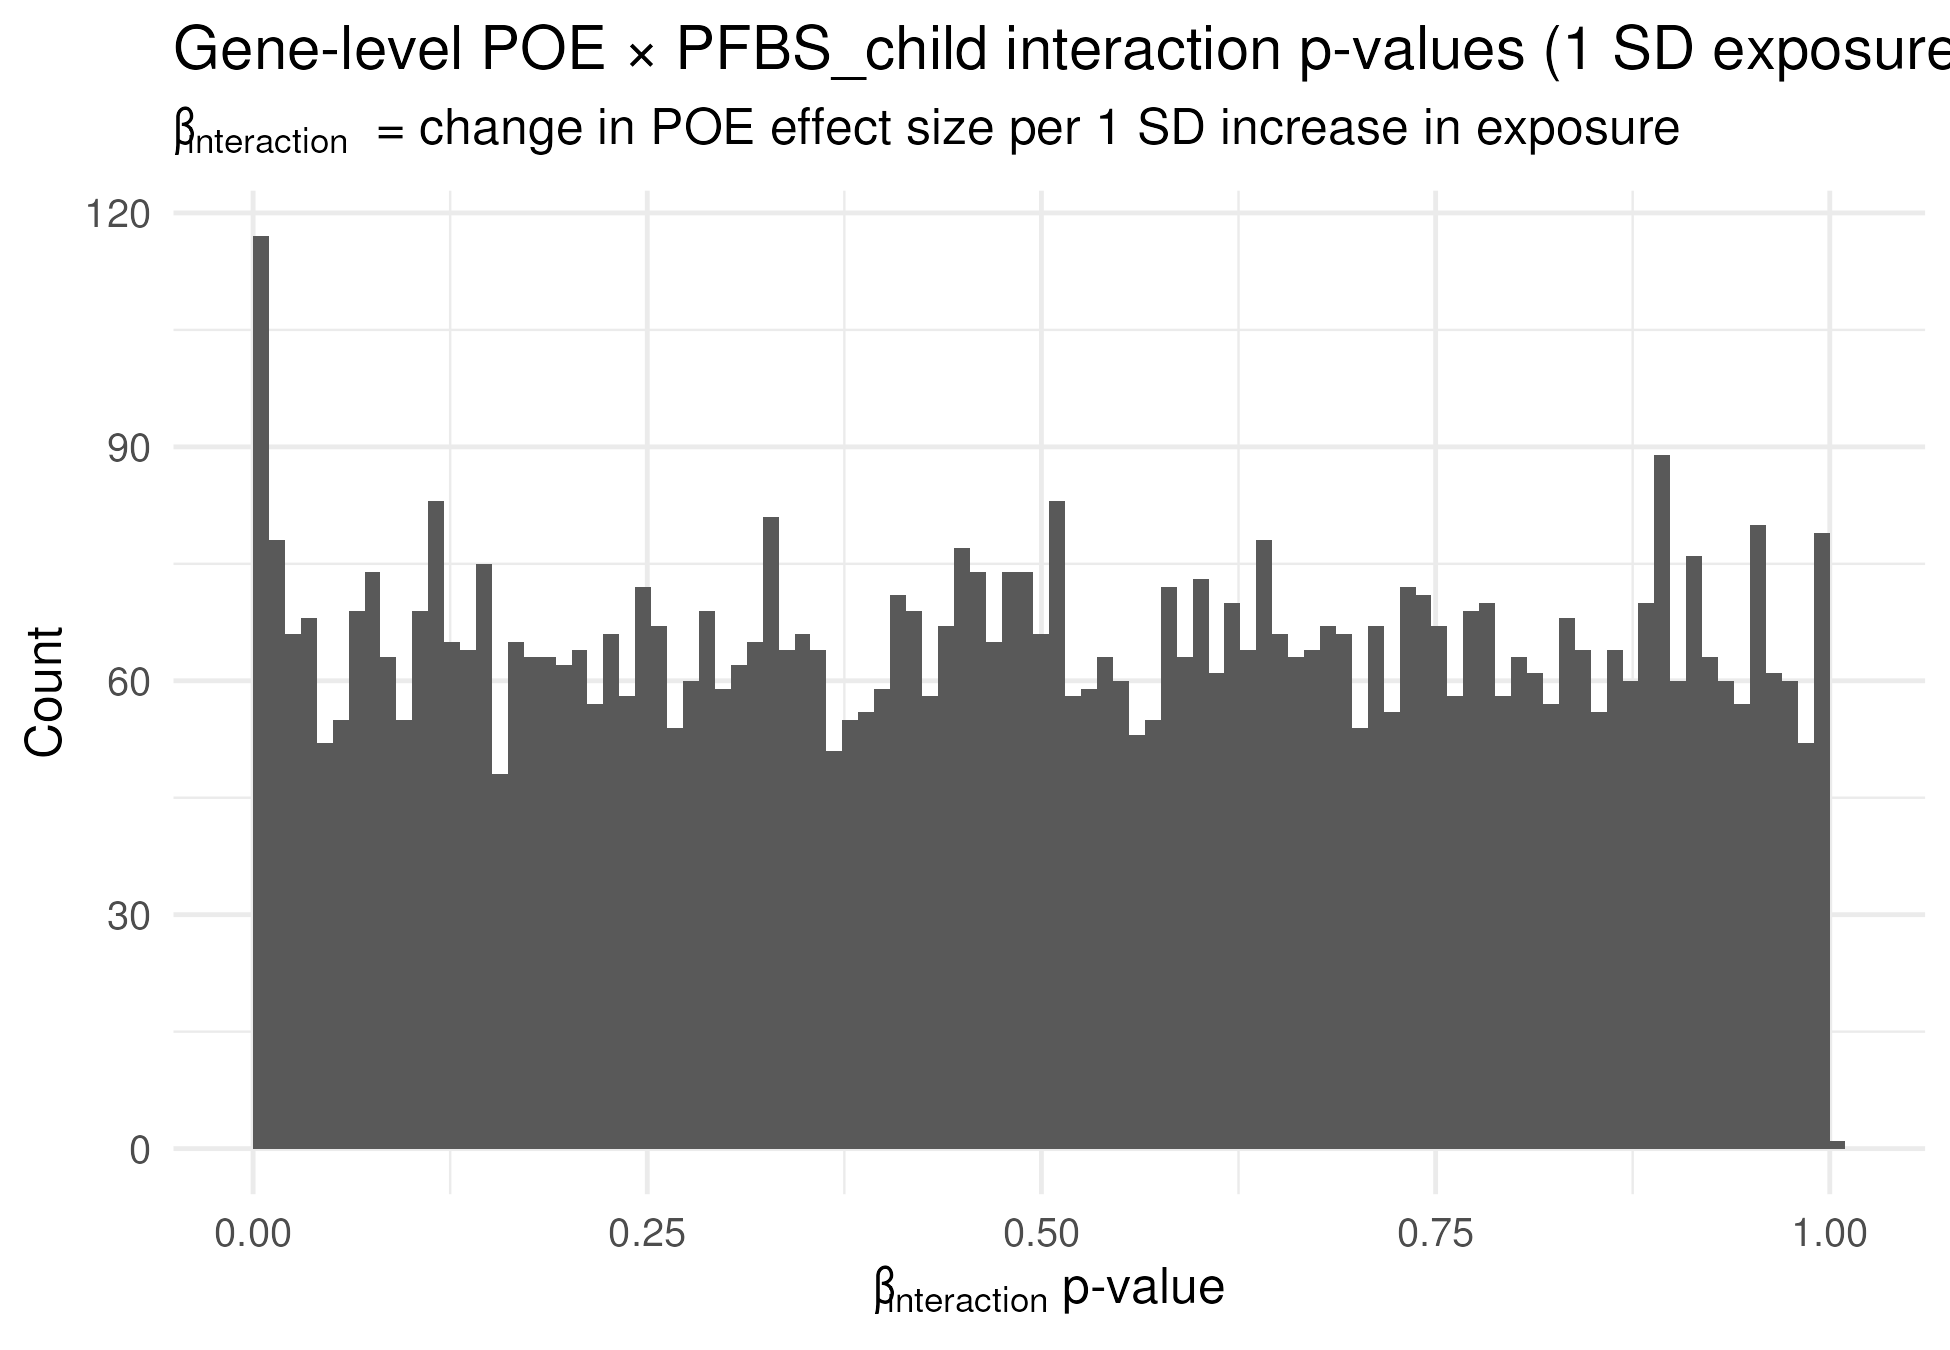 Gene-level POE × PFBS_child interaction p-values (1 SD exposure
βinteraction = change in POE effect size per 1 SD increase in exposure
120
90
60
30
0
Count
0.00 0.25 0.50 0.75 1.00
βinteraction p-value